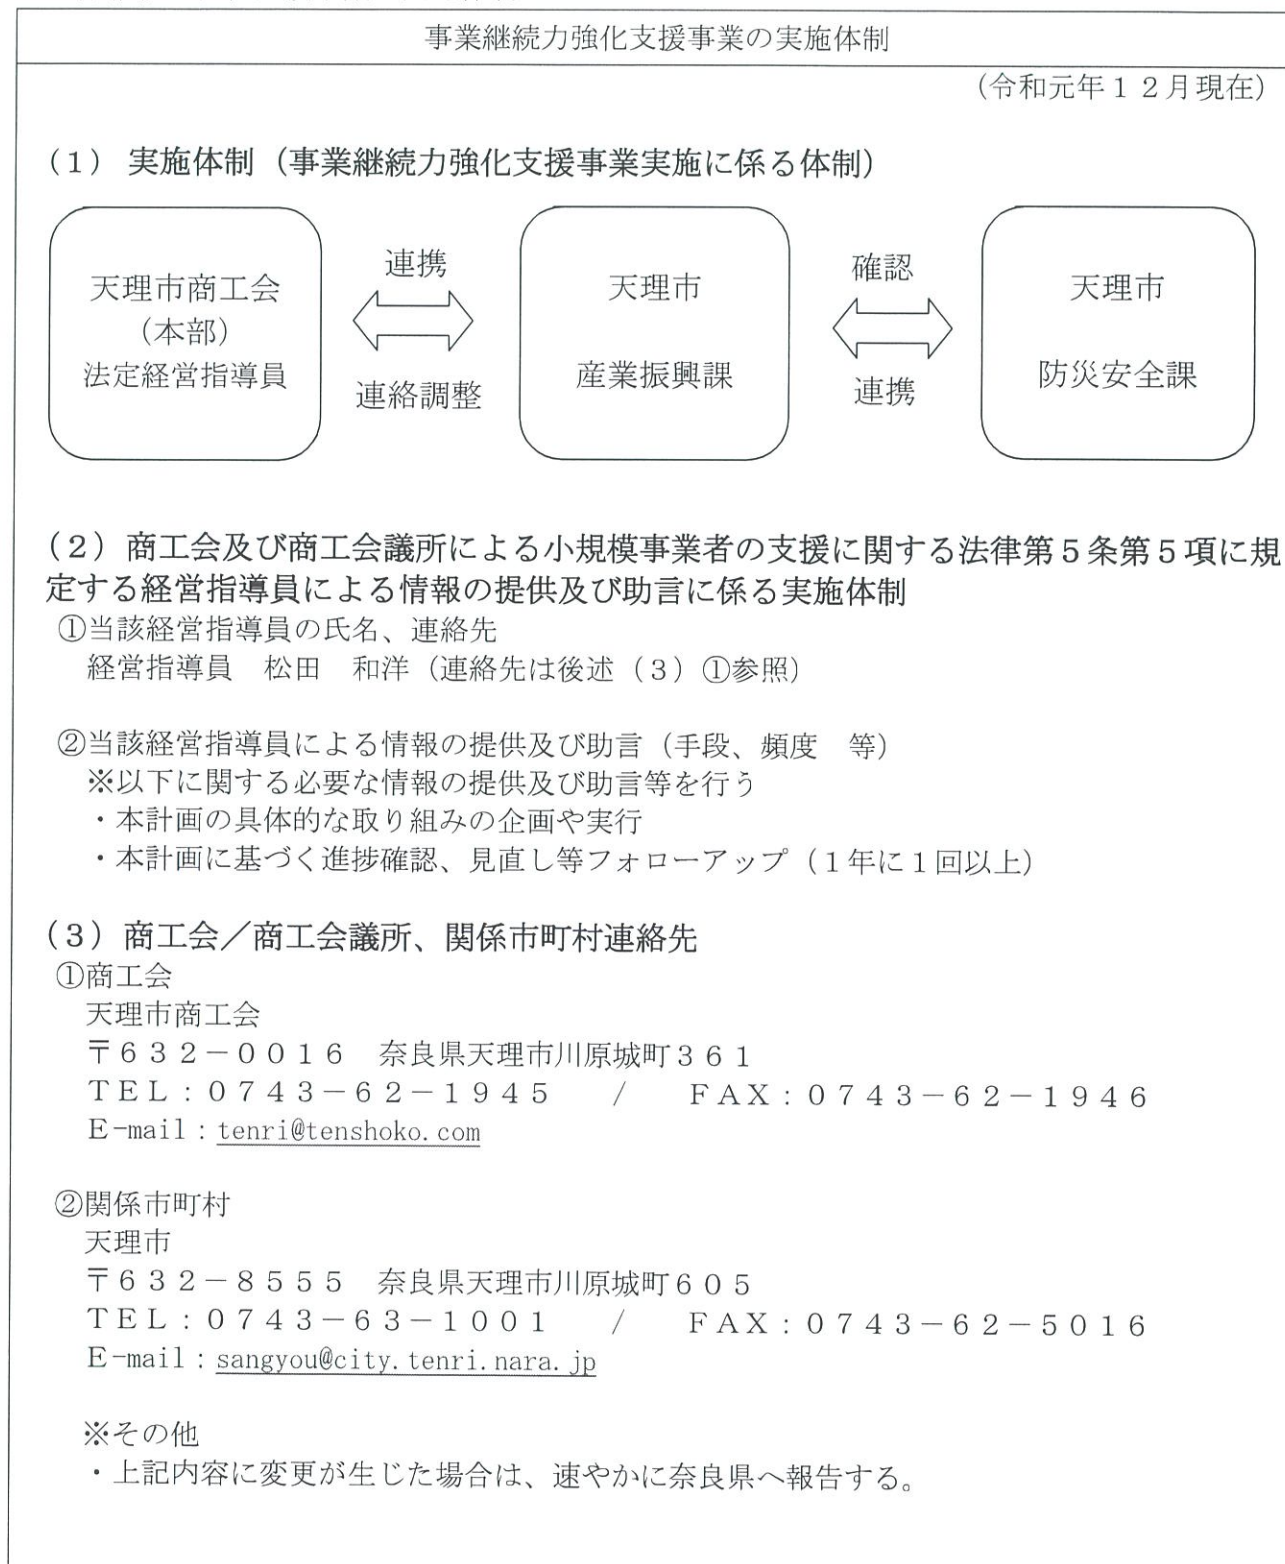 事業継続力強化支援事業の実施体制
(令和元年12月現在)
(1) 実施体制(事業継続力強化支援事業実施に係る体制)
天理市商工会
(本部)
法定経営指導員
連携
連絡調整
天理市
産業振興課
確認
連携
天理市
防災安全課
(2)商工会及び商工会議所による小規模事業者の支援に関する法律第5条第5項に規
定する経営指導員による情報の提供及び助言に係る実施体制
①当該経営指導員の氏名、連絡先
経営指導員 松田 和洋(連絡先は後述(3)①参照)
②当該経営指導員による情報の提供及び助言(手段、頻度 等)
※以下に関する必要な情報の提供及び助言等を行う
・本計画の具体的な取り組みの企画や実行
・本計画に基づく進捗確認、見直し等フォローアップ(1年に1回以上)
(3)商工会/商工会議所、関係市町村連絡先
①商工会
天理市商工会
〒632-0016 奈良県天理市川原城町361
TEL:0743-62-1945 / FAX:0743-62-1946
E-mail:tenri@tenshoko.com
②関係市町村
天理市
〒632-8555 奈良県天理市川原城町605
TEL:0743-63-1001 / FAX:0743-62-5016
E-mail:sangyou@city.tenri.nara.jp
※その他
・上記内容に変更が生じた場合は、速やかに奈良県へ報告する。